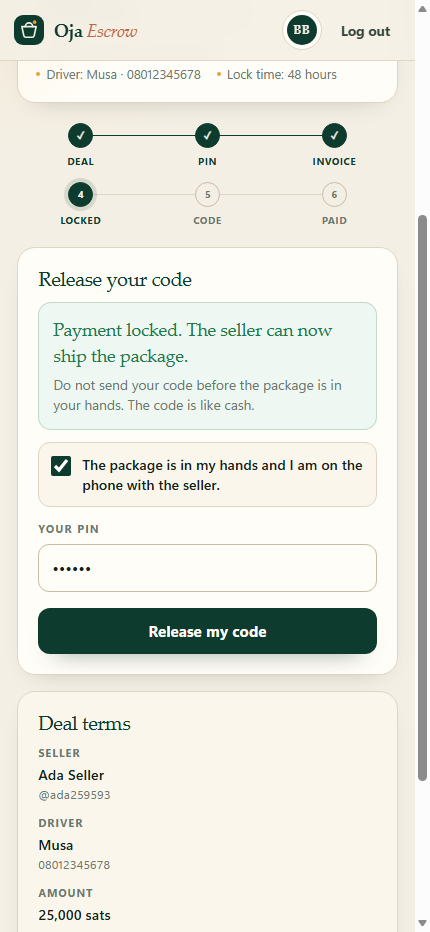 Oja Escrow
BB
Log out
Driver: Musa · 08012345678 • Lock time: 48 hours
DEAL
PIN
INVOICE
4
5
6
LOCKED
CODE
PAID
Release your code
Payment locked. The seller can now
ship the package.
Do not send your code before the package is in
your hands. The code is like cash.
The package is in my hands and I am on the
phone with the seller.
YOUR PIN
••••••
Release my code
Deal terms
SELLER
Ada Seller
@ada259593
DRIVER
Musa
08012345678
AMOUNT
25,000 sats